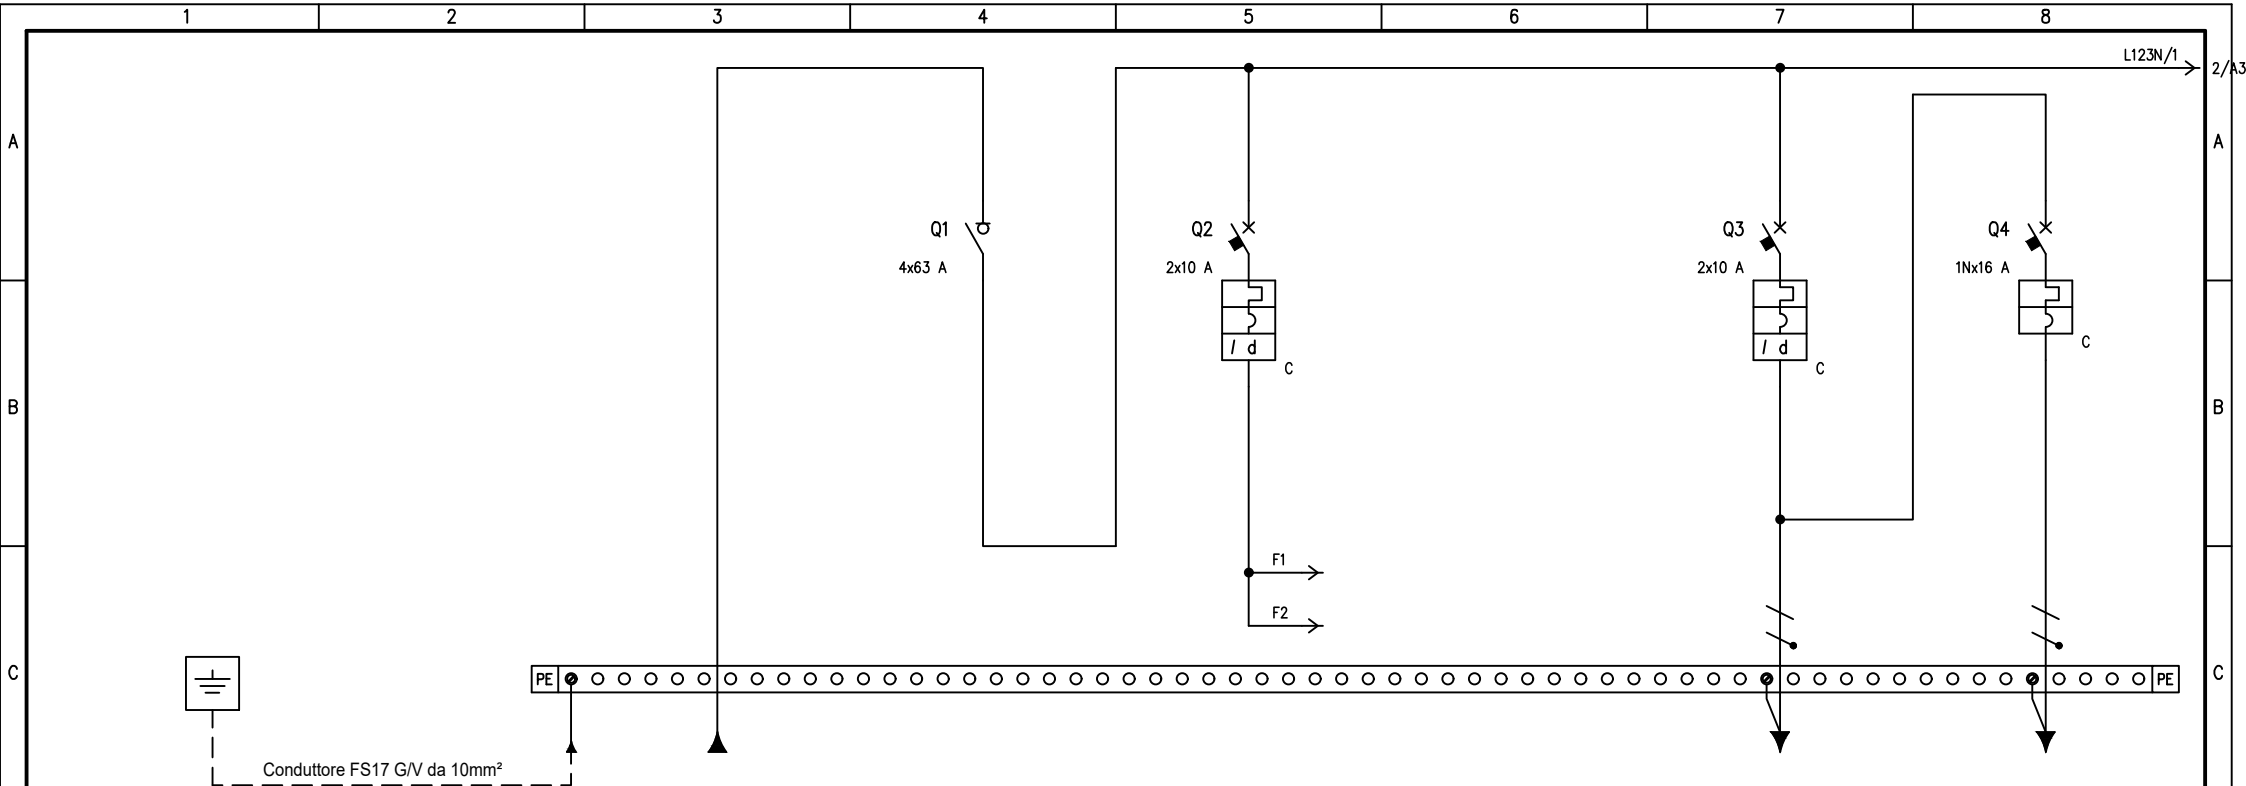 1 2 3 4 5 6 7 8
L123N/1
2/A3
A A
Q1 Q2 Q3 Q4
4x63 A 2x10 A 2x10 A 1Nx16 A
I d I d
C C C
B B
F1
F2
C C
PE PE
Conduttore FS17 G/V da 10mm²